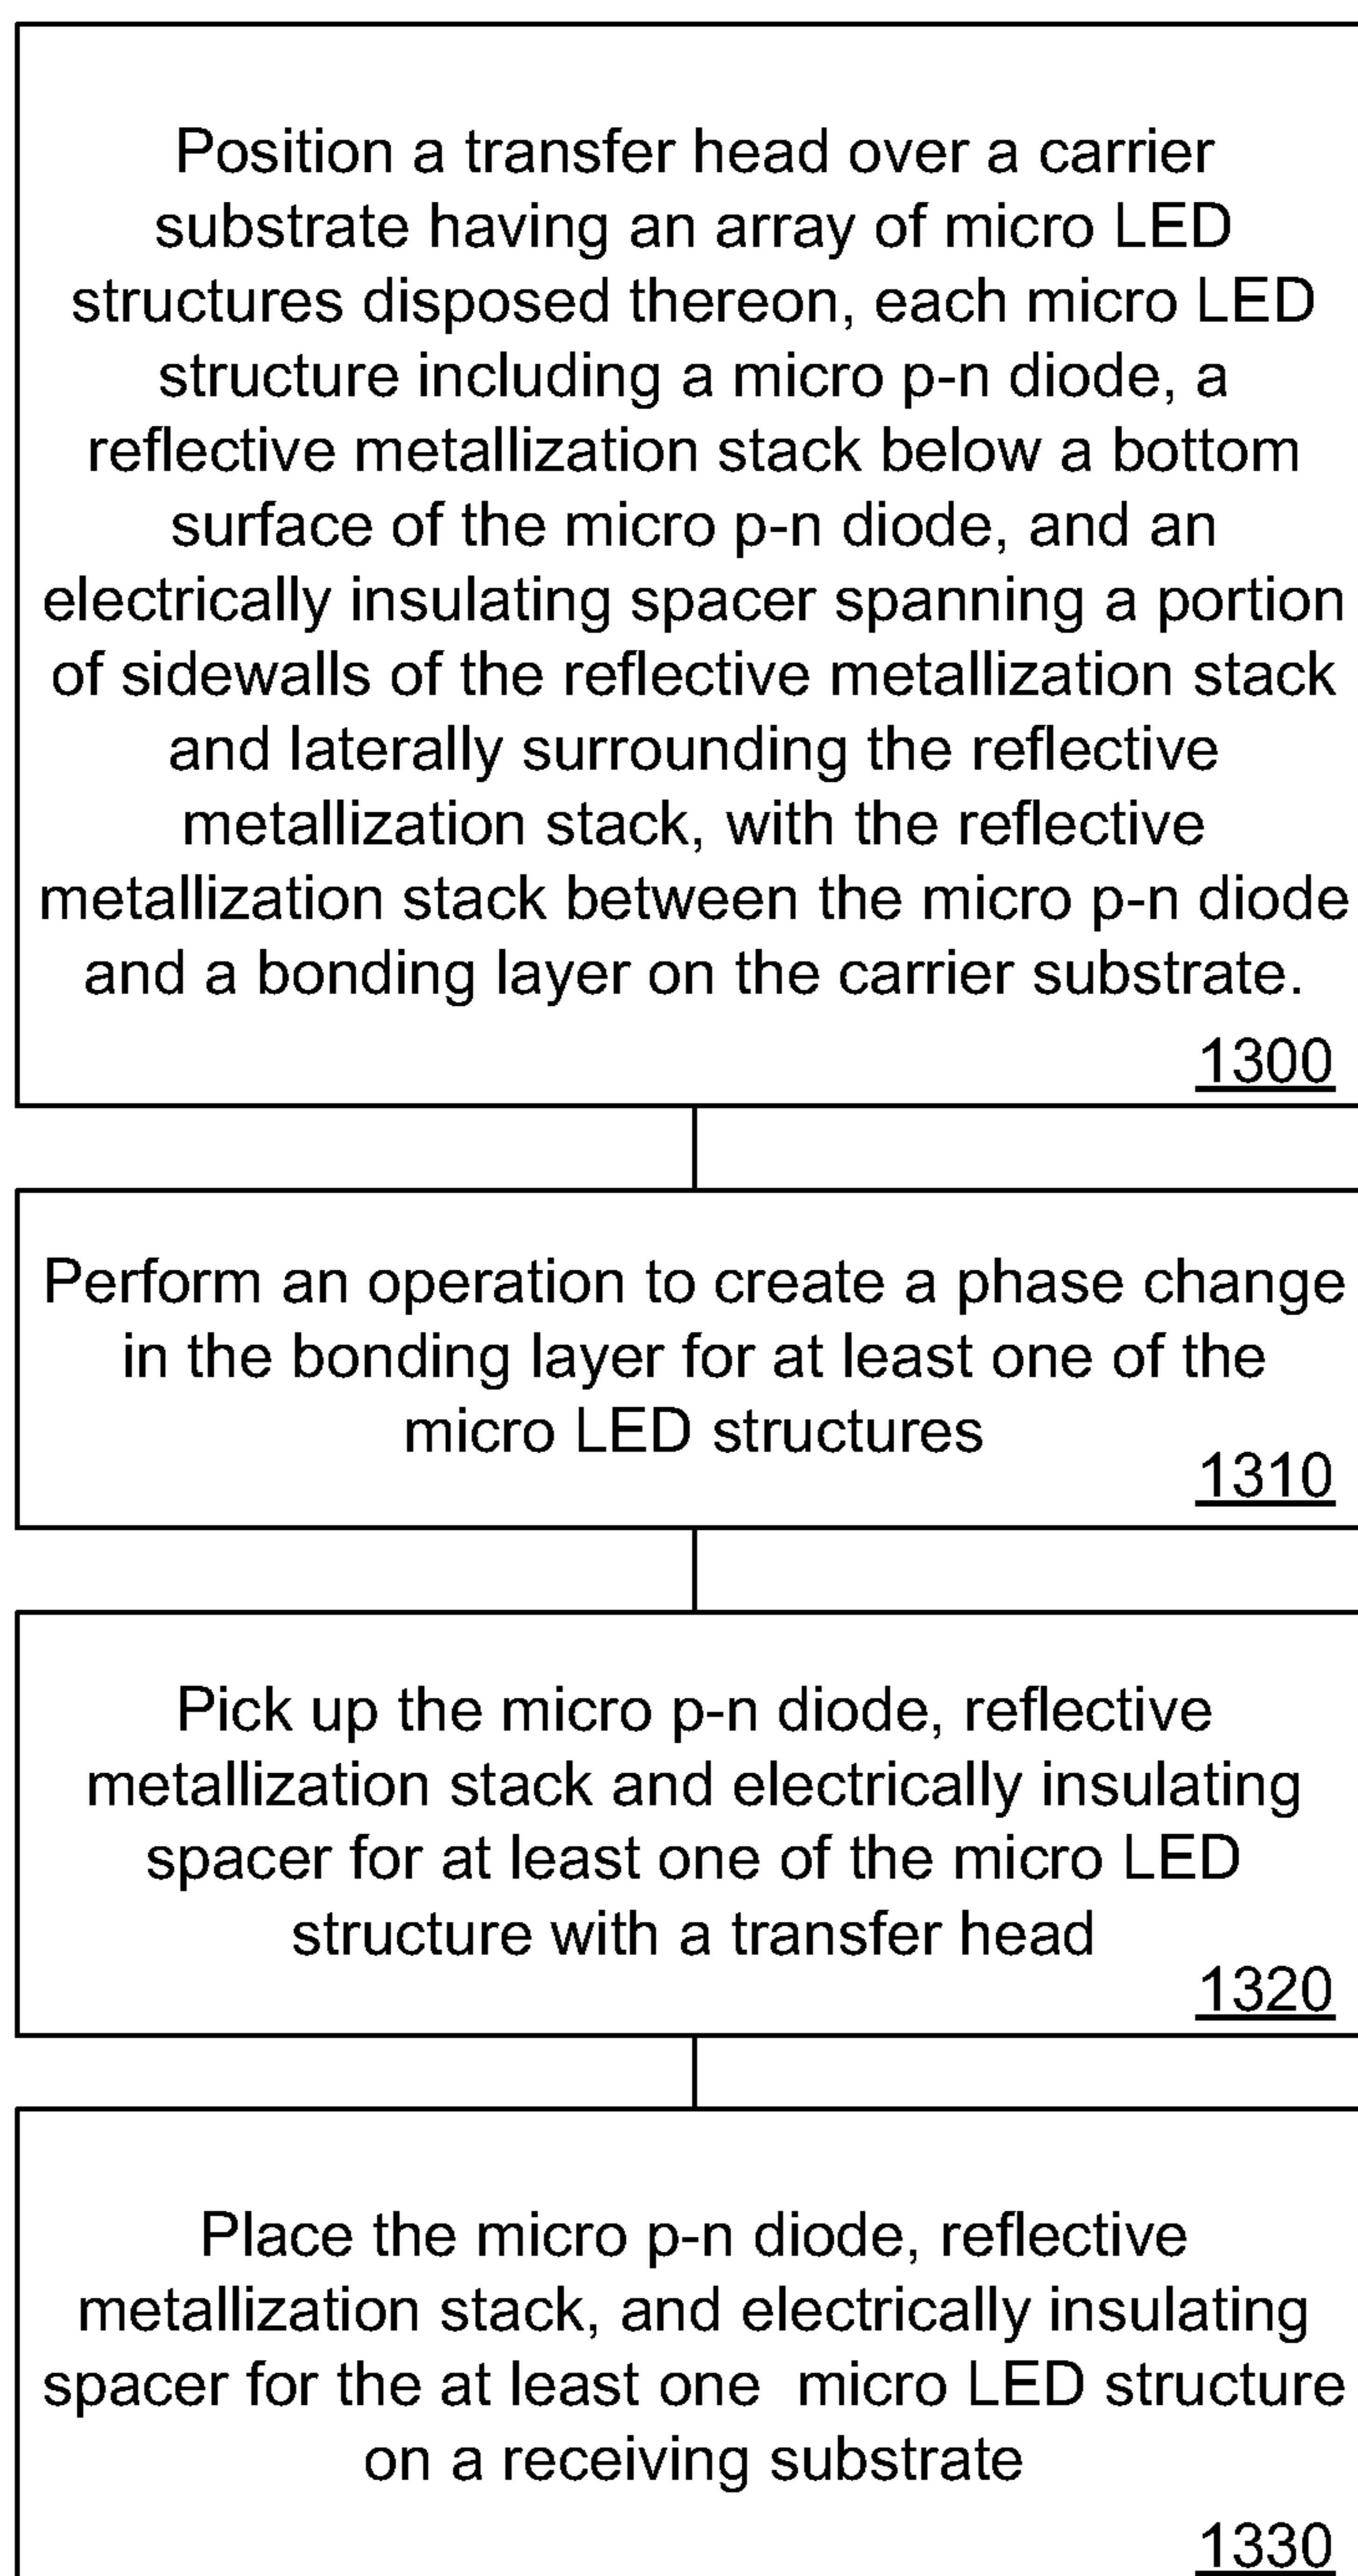 Position a transfer head over a carrier
substrate having an array of micro LED
structures disposed thereon, each micro LED
structure including a micro p-n diode, a
reflective metallization stack below a bottom
surface of the micro p-n diode, and an
electrically insulating spacer spanning a portion
of sidewalls of the reflective metallization stack
and laterally surrounding the reflective
metallization stack, with the reflective
metallization stack between the micro p-n diode
and a bonding layer on the carrier substrate.
1300
Perform an operation to create a phase change
in the bonding layer for at least one of the
micro LED structures
1310
Pick up the micro p-n diode, reflective
metallization stack and electrically insulating
spacer for at least one of the micro LED
structure with a transfer head
1320
Place the micro p-n diode, reflective
metallization stack, and electrically insulating
spacer for the at least one  micro LED structure
on a receiving substrate
1330